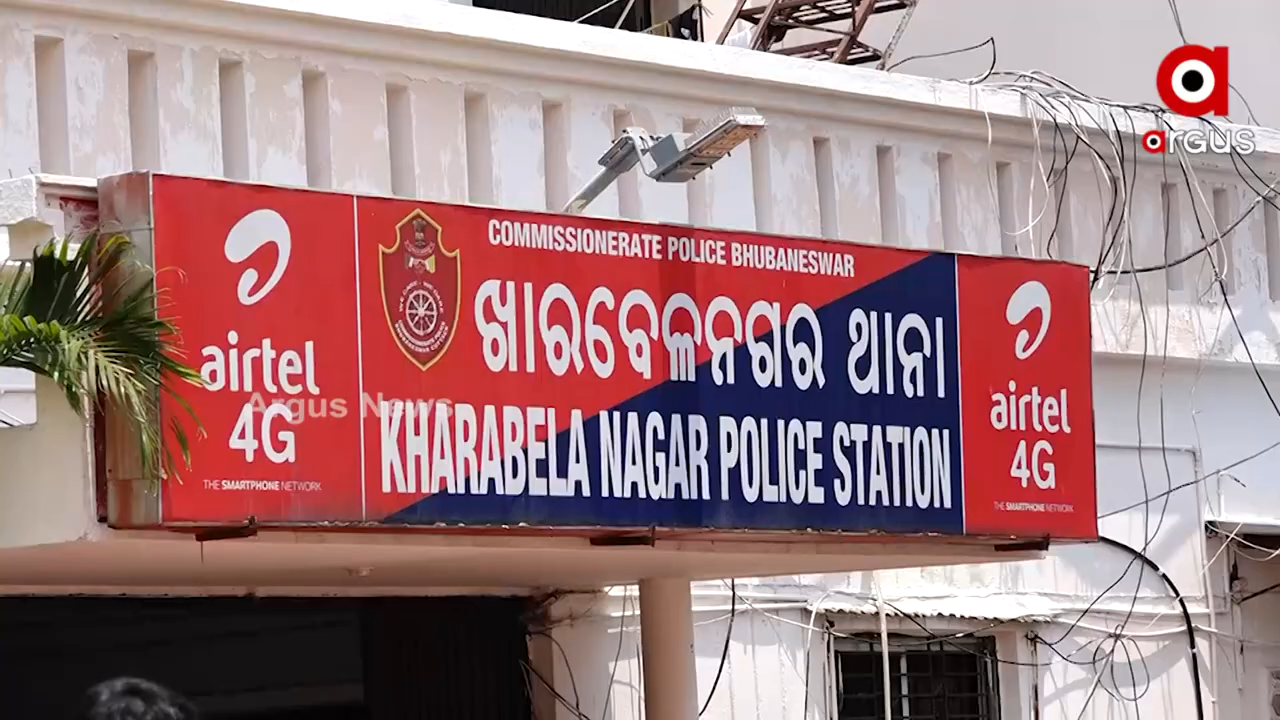 argus
COMMISSIONERATE POLICE BHUBANESWAR
ଖାରବେଳନଗର ଥାନା
KHARABELA NAGAR POLICE STATION
airtel
4G
THE SMARTPHONE NETWORK
airtel
4G
THE SMARTPHONE NETWORK
Argus News